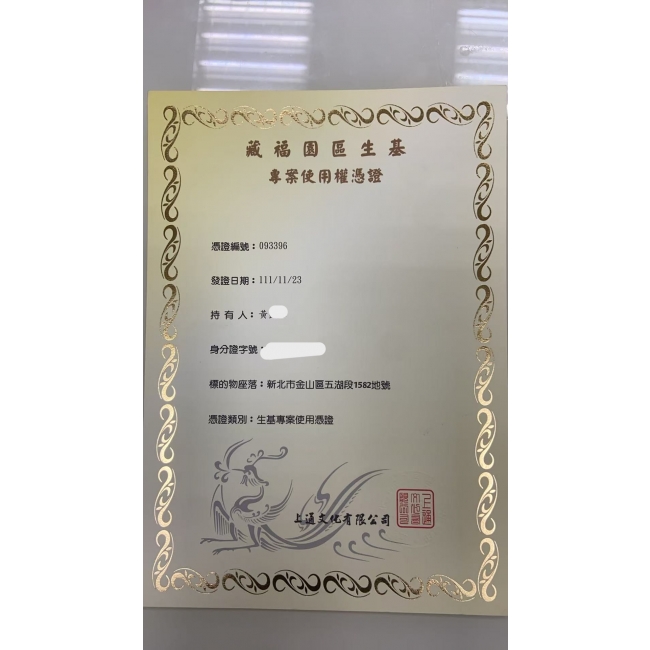 藏福園區生基
專案使用權憑證
憑證編號：093396
發證日期：111/11/23
持有人：黃
身分證字號：
標的物座落：新北市金山區五湖段1582地號
憑證類別：生基專案使用憑證
上通文化有限公司